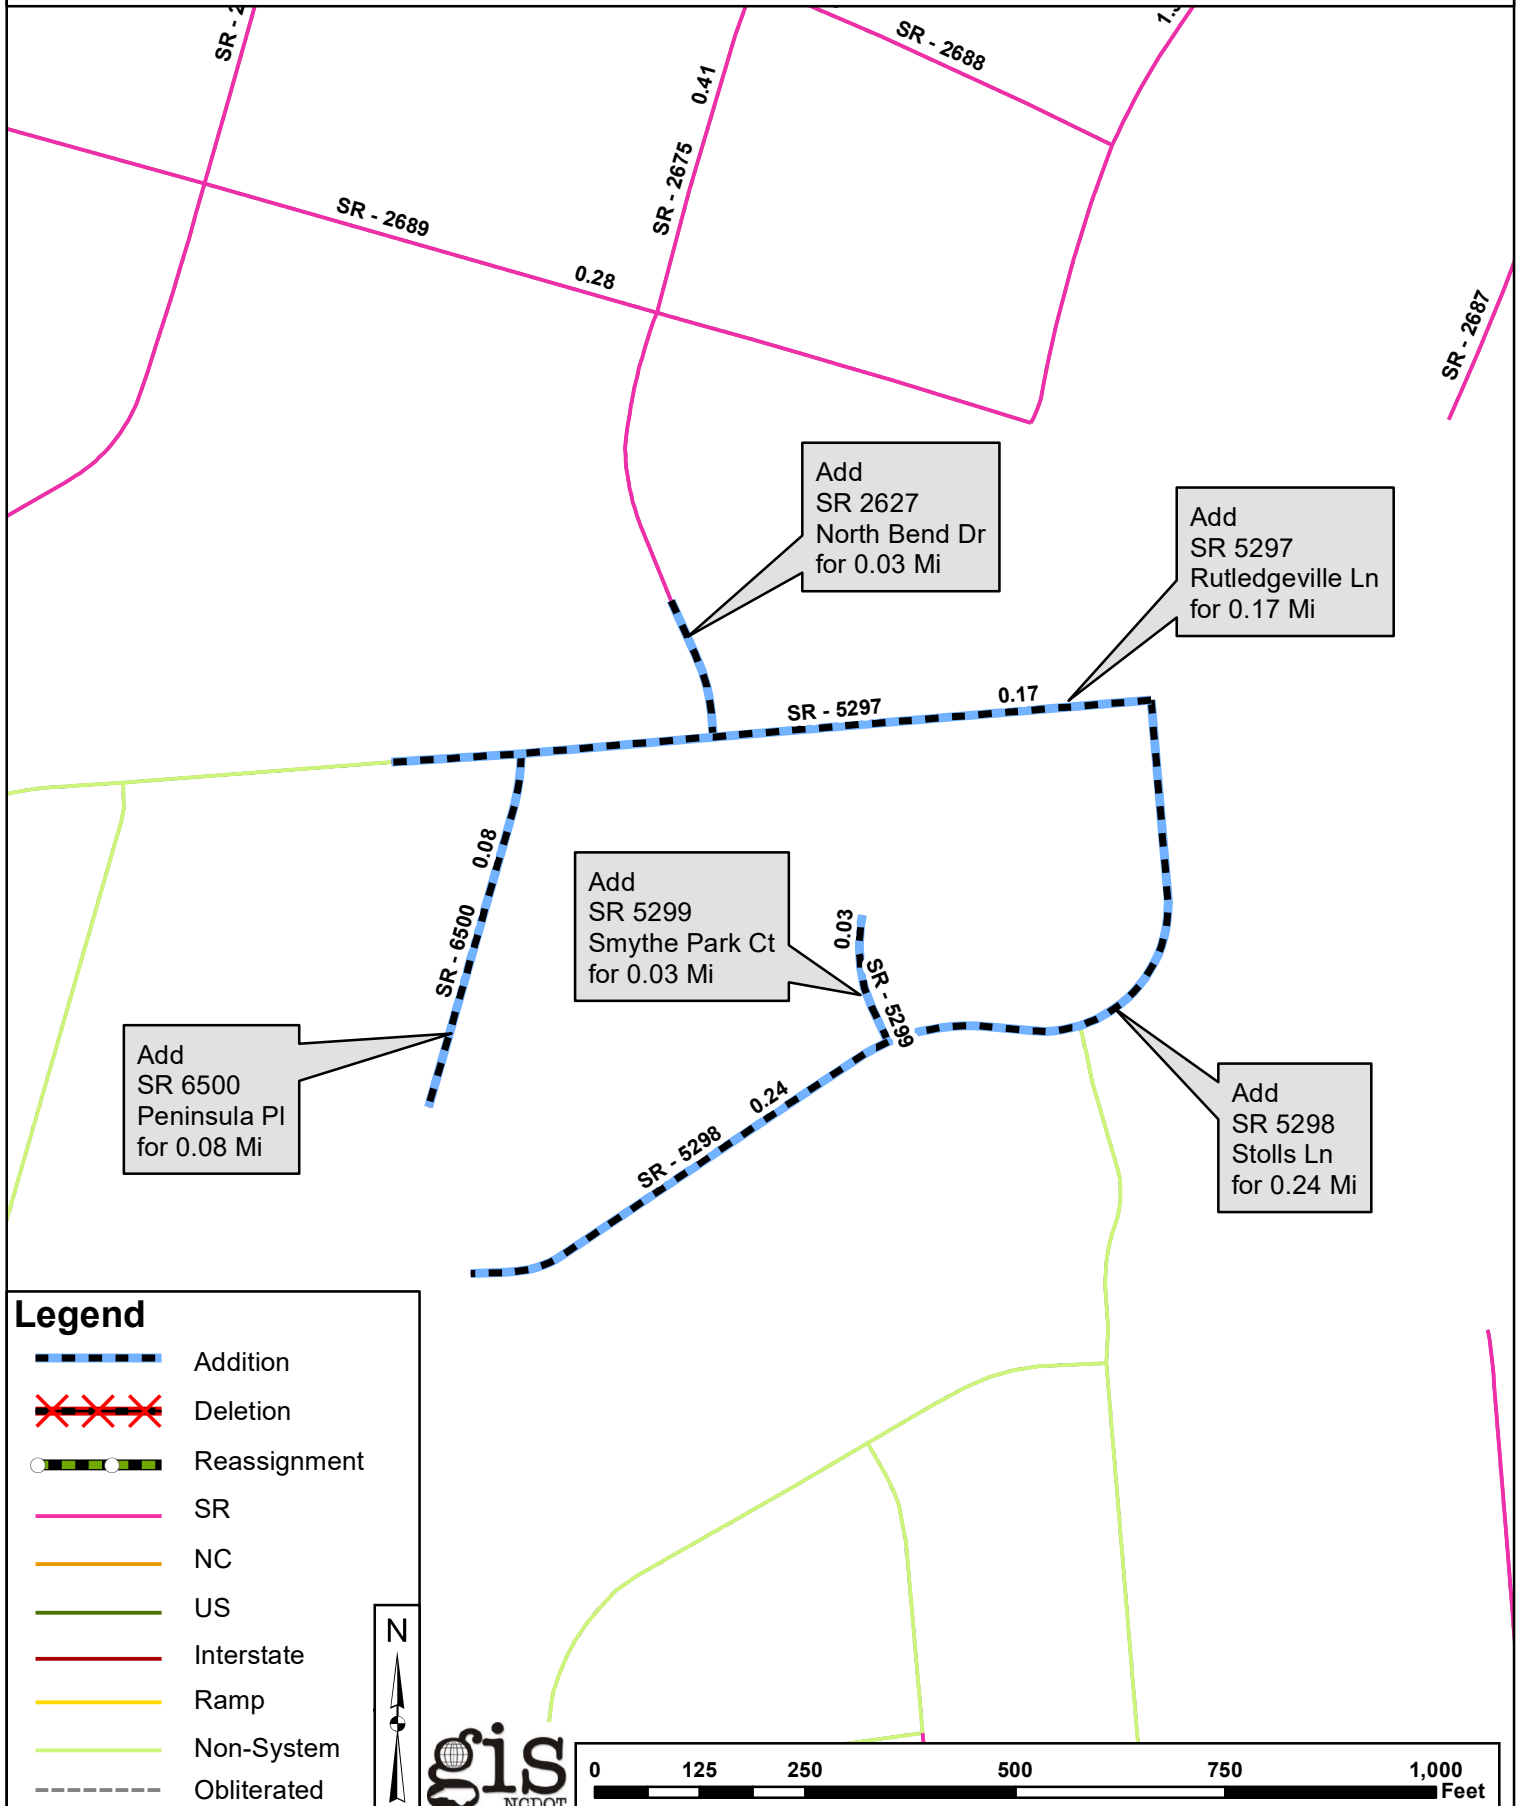 SR - 2688
0.41
SR - 2675
SR - 2689
0.28
SR - 2687
Add
SR 2627
North Bend Dr
for 0.03 Mi
Add
SR 5297
Rutledgeville Ln
for 0.17 Mi
SR - 5297
0.17
0.08
SR - 6500
Add
SR 5299
Smythe Park Ct
for 0.03 Mi
0.03
SR - 5299
Add
SR 6500
Peninsula Pl
for 0.08 Mi
0.24
SR - 5298
Add
SR 5298
Stolls Ln
for 0.24 Mi
Legend
Addition
Deletion
Reassignment
SR
NC
US
Interstate
Ramp
Non-System
Obliterated
N
gis
NCDOT
0 125 250 500 750 1,000
Feet